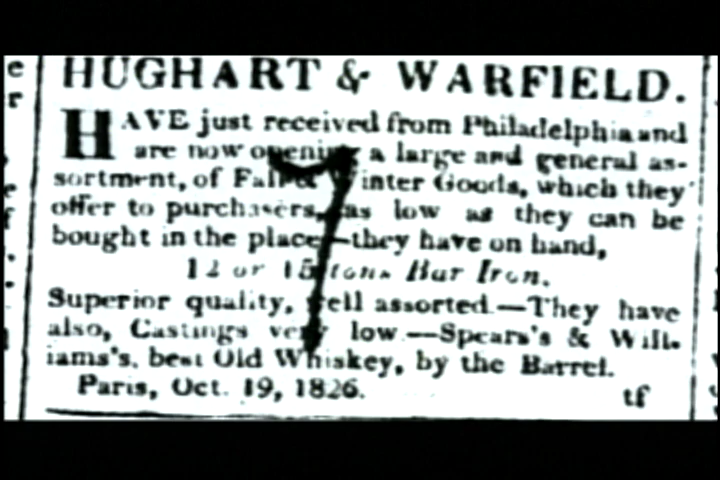 HUGHART & WARFIELD.
HAVE just received from Philadelphia and
are now opening a large and general as-
sortment, of Fall & Winter Goods, which they
offer to purchasers, as low as they can be
bought in the place—they have on hand,
12 or 15 tons Bar Iron.
Superior quality, well assorted.—They have
also, Castings very low.—Spears's & Will-
iams's. best Old Whiskey, by the Barrel.
Paris, Oct. 19, 1826. tf
7